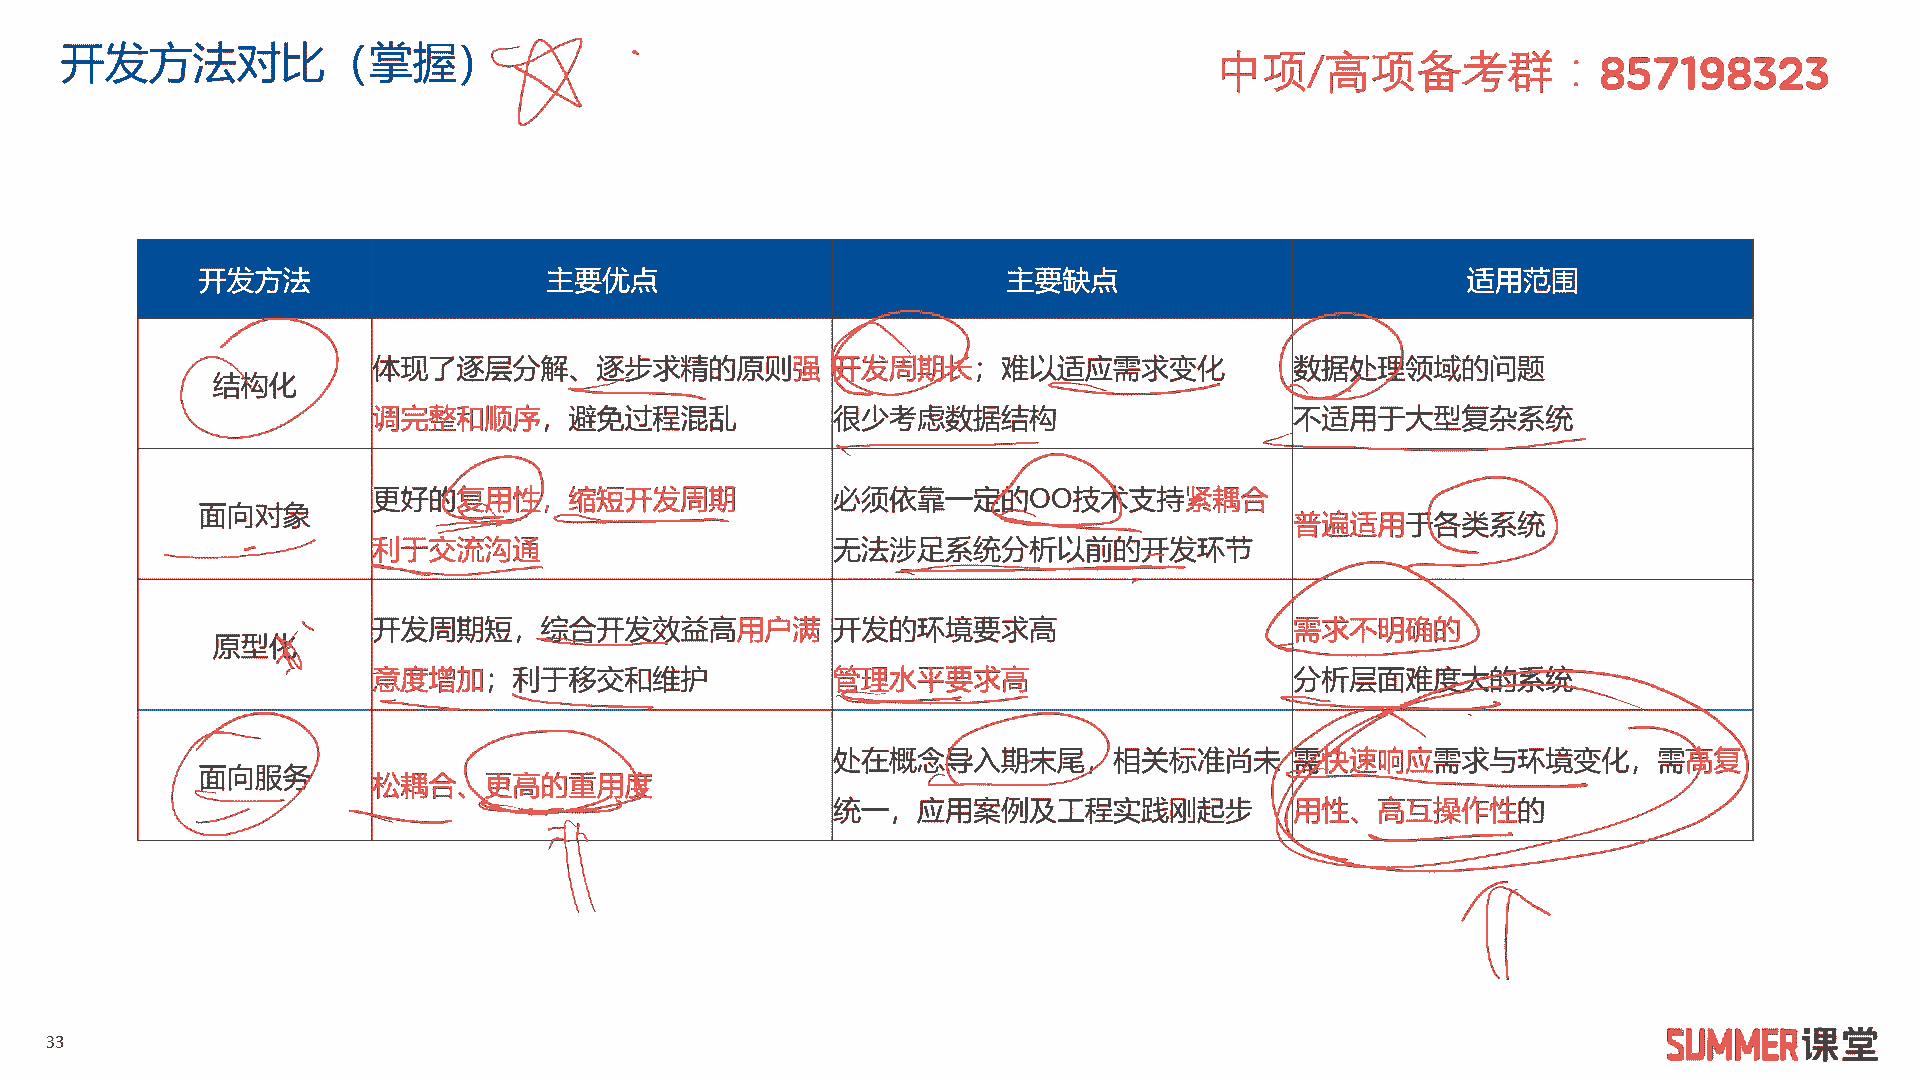 开发方法对比（掌握）
中项/高项备考群：857198323
开发方法
主要优点
主要缺点
适用范围
结构化
体现了逐层分解、逐步求精的原则强
调完整和顺序，避免过程混乱
开发周期长；难以适应需求变化
很少考虑数据结构
数据处理领域的问题
不适用于大型复杂系统
面向对象
更好的复用性，缩短开发周期
利于交流沟通
必须依靠一定的OO技术支持紧耦合
无法涉足系统分析以前的开发环节
普遍适用于各类系统
原型化
开发周期短，综合开发效益高用户满
意度增加；利于移交和维护
开发的环境要求高
管理水平要求高
需求不明确的
分析层面难度大的系统
面向服务
松耦合、更高的重用度
处在概念导入期末尾，相关标准尚未
统一，应用案例及工程实践刚起步
需快速响应需求与环境变化，需高复
用性、高互操作性的
33
SUMMER课堂